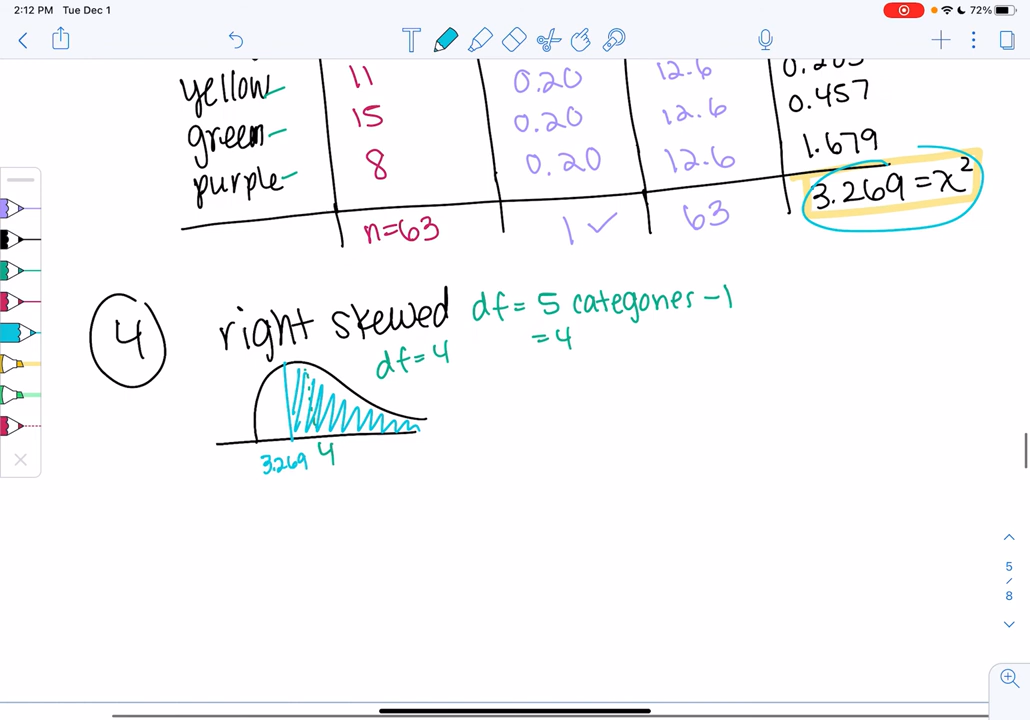 2:12 PM Tue Dec 1
72%
T
0.203
yellow 11 0.20 12.6 0.457
green 15 0.20 12.6 1.679
purple 8 0.20 12.6 3.269 = x²
n=63 1 ✓ 63
4 right skewed df = 5 categories - 1
df = 4 = 4
3.269 4
5
/
8